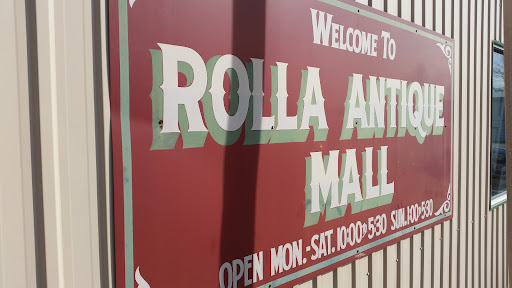 WELCOME TO
ROLLA ANTIQUE
MALL
OPEN MON.-SAT. 10:00 TO 5:30 SUN. 1:00 TO 5:30